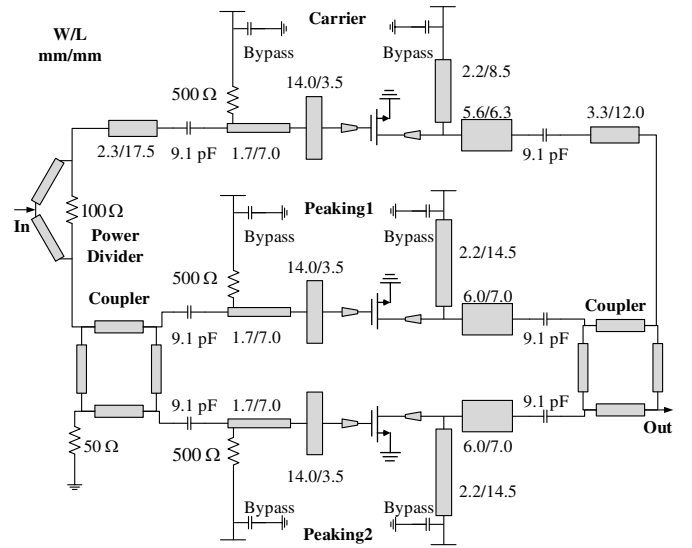 W/L
mm/mm
Carrier
Bypass
Bypass
500 Ω
14.0/3.5
2.2/8.5
5.6/6.3
3.3/12.0
2.3/17.5
9.1 pF
1.7/7.0
9.1 pF
In
100Ω
Power
Divider
Peaking1
Bypass
Bypass
500 Ω
14.0/3.5
2.2/14.5
Coupler
6.0/7.0
Coupler
9.1 pF
1.7/7.0
9.1 pF
9.1 pF
1.7/7.0
9.1 pF
50 Ω
500 Ω
14.0/3.5
6.0/7.0
Out
2.2/14.5
Bypass
Bypass
Peaking2